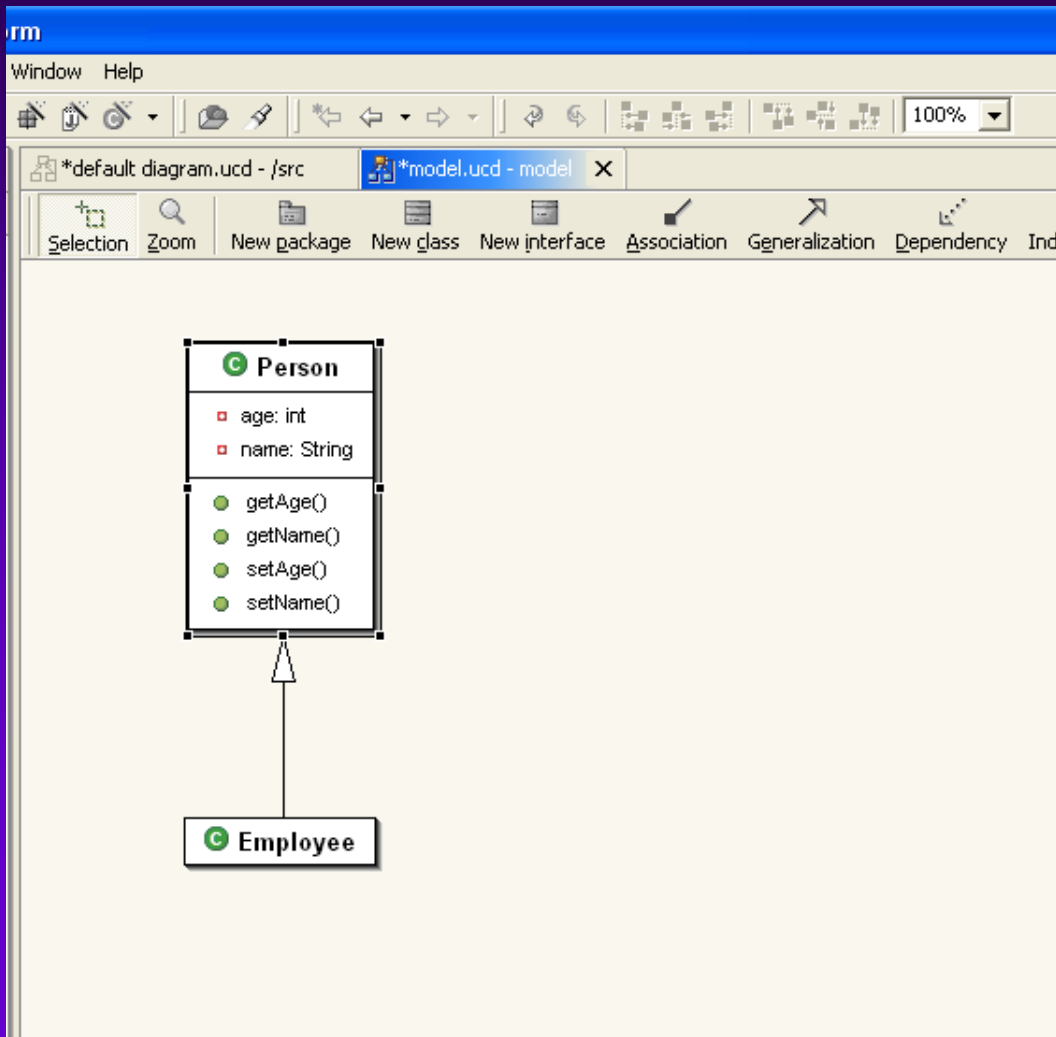 rm
Window Help
100%
*default diagram.ucd - /src *model.ucd - model
Selection Zoom New package New class New interface Association Generalization Dependency Ind
Person
age: int
name: String
getAge()
getName()
setAge()
setName()
Employee